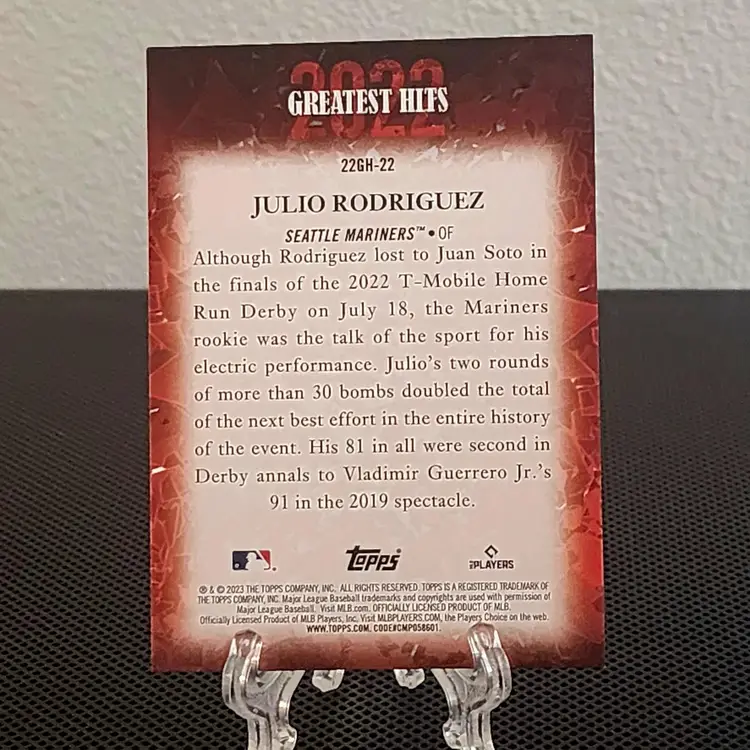 2022
GREATEST HITS
22GH-22
JULIO RODRIGUEZ
SEATTLE MARINERS™ • OF
Although Rodriguez lost to Juan Soto in
the finals of the 2022 T-Mobile Home
Run Derby on July 18, the Mariners
rookie was the talk of the sport for his
electric performance. Julio's two rounds
of more than 30 bombs doubled the total
of the next best effort in the entire history
of the event. His 81 in all were second in
Derby annals to Vladimir Guerrero Jr.'s
91 in the 2019 spectacle.
topps®
MLB PLAYERS
® & © 2023 THE TOPPS COMPANY, INC. ALL RIGHTS RESERVED. TOPPS IS A REGISTERED TRADEMARK OF
THE TOPPS COMPANY, INC. Major League Baseball trademarks and copyrights are used with permission of
Major League Baseball. Visit MLB.com. OFFICIALLY LICENSED PRODUCT OF MLB.
Officially Licensed Product of MLB Players, Inc. Visit MLBPLAYERS.COM, the Players Choice on the web.
WWW.TOPPS.COM. CODE#CMP058601.